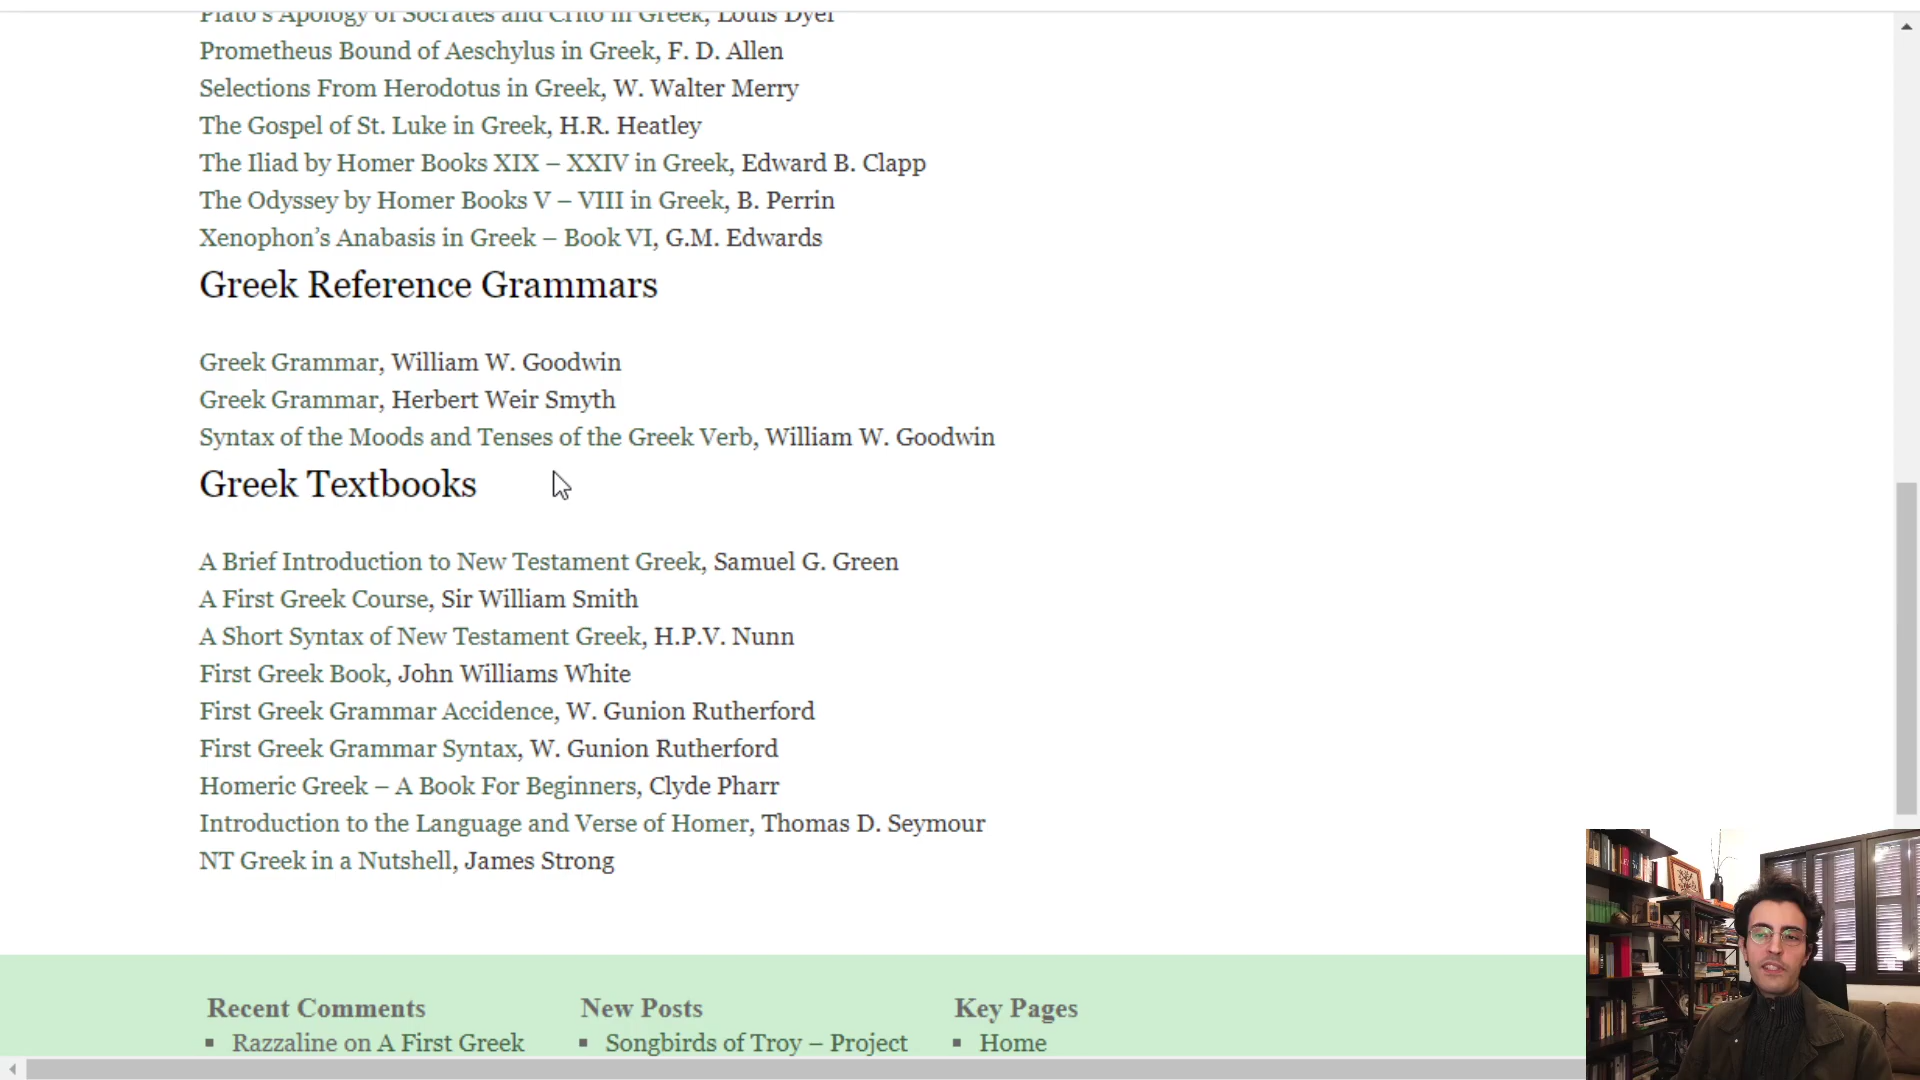 Plato's Apology of Socrates and Crito in Greek, Louis Dyer
Prometheus Bound of Aeschylus in Greek, F. D. Allen
Selections From Herodotus in Greek, W. Walter Merry
The Gospel of St. Luke in Greek, H.R. Heatley
The Iliad by Homer Books XIX – XXIV in Greek, Edward B. Clapp
The Odyssey by Homer Books V – VIII in Greek, B. Perrin
Xenophon's Anabasis in Greek – Book VI, G.M. Edwards
Greek Reference Grammars
Greek Grammar, William W. Goodwin
Greek Grammar, Herbert Weir Smyth
Syntax of the Moods and Tenses of the Greek Verb, William W. Goodwin
Greek Textbooks
A Brief Introduction to New Testament Greek, Samuel G. Green
A First Greek Course, Sir William Smith
A Short Syntax of New Testament Greek, H.P.V. Nunn
First Greek Book, John Williams White
First Greek Grammar Accidence, W. Gunion Rutherford
First Greek Grammar Syntax, W. Gunion Rutherford
Homeric Greek – A Book For Beginners, Clyde Pharr
Introduction to the Language and Verse of Homer, Thomas D. Seymour
NT Greek in a Nutshell, James Strong
Recent Comments
Razzaline on A First Greek
New Posts
Songbirds of Troy – Project
Key Pages
Home